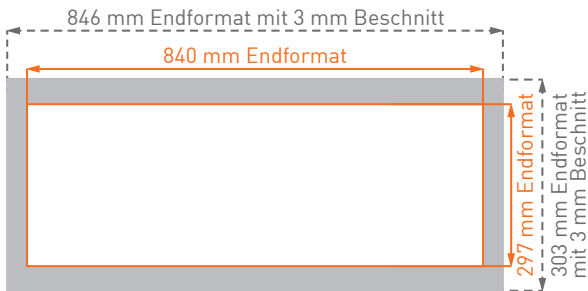 846 mm Endformat mit 3 mm Beschnitt
840 mm Endformat
297 mm Endformat
303 mm Endformat
mit 3 mm Beschnitt